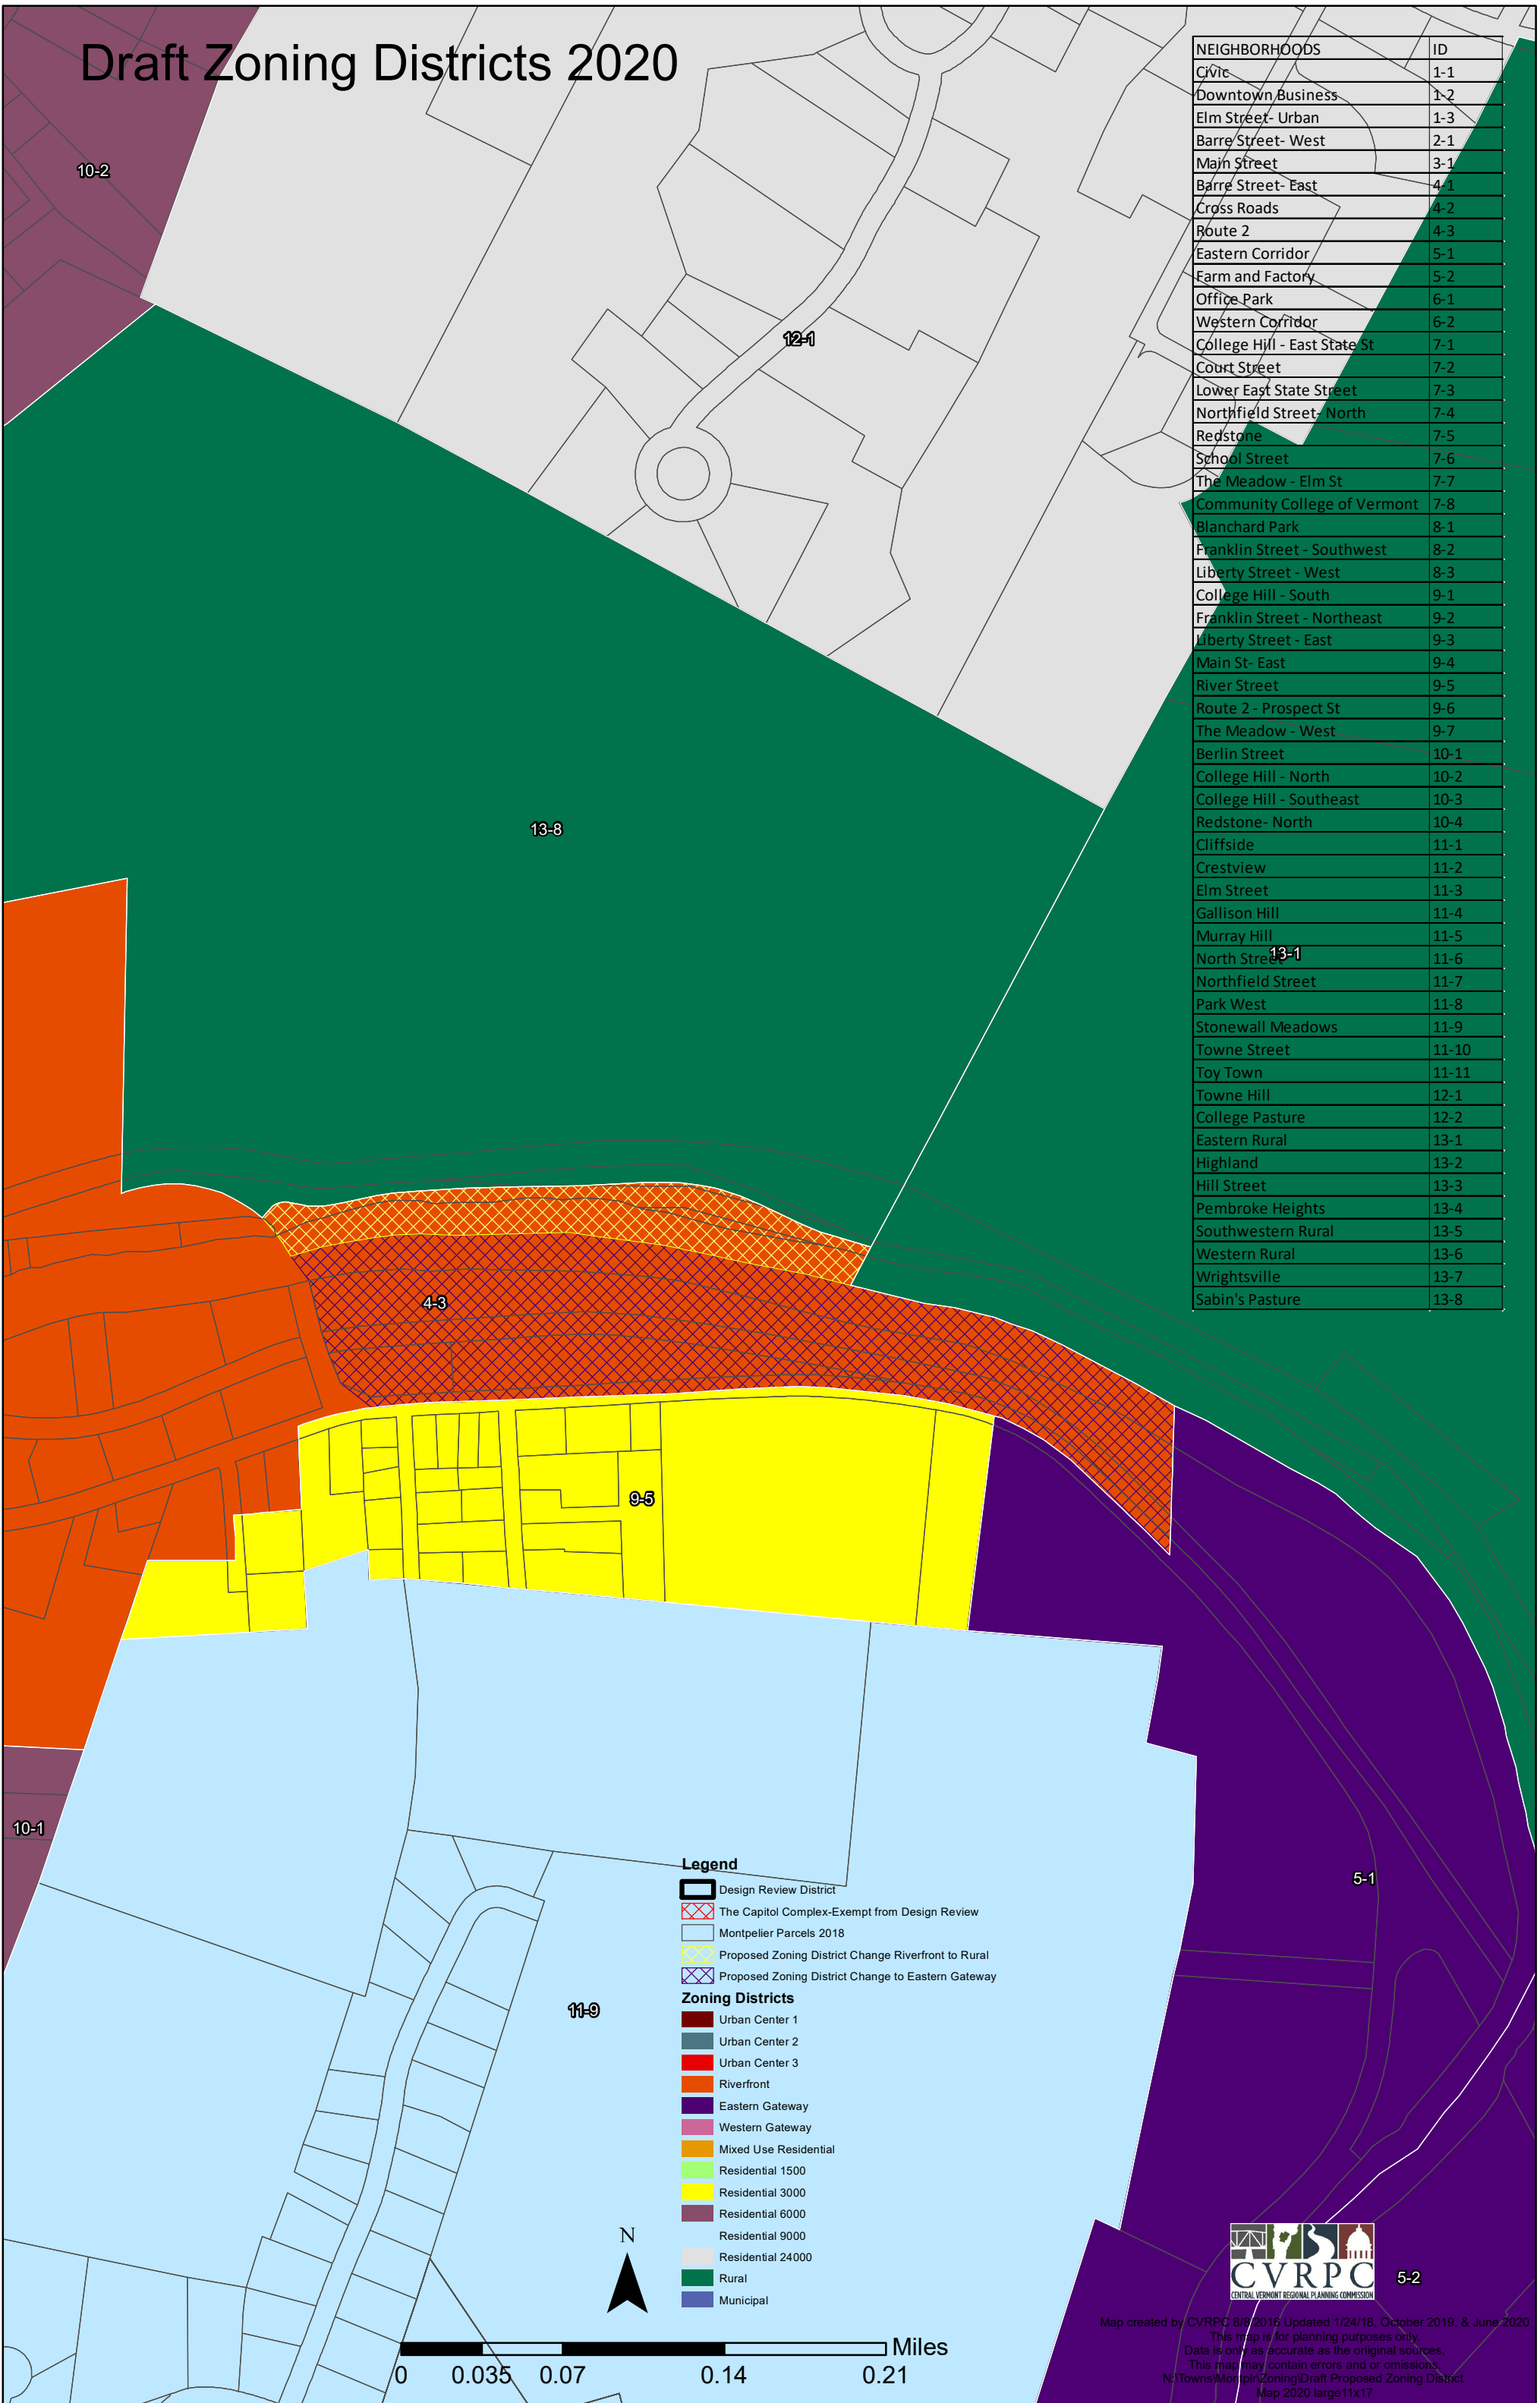 Draft Zoning Districts 2020
NEIGHBORHOODS ID
Civic 1-1
Downtown Business 1-2
Elm Street- Urban 1-3
Barre Street- West 2-1
Main Street 3-1
Barre Street- East 4-1
Cross Roads 4-2
Route 2 4-3
Eastern Corridor 5-1
Farm and Factory 5-2
Office Park 6-1
Western Corridor 6-2
College Hill - East State St 7-1
Court Street 7-2
Lower East State Street 7-3
Northfield Street- North 7-4
Redstone 7-5
School Street 7-6
The Meadow - Elm St 7-7
Community College of Vermont 7-8
Blanchard Park 8-1
Franklin Street - Southwest 8-2
Liberty Street - West 8-3
College Hill - South 9-1
Franklin Street - Northeast 9-2
Liberty Street - East 9-3
Main St- East 9-4
River Street 9-5
Route 2 - Prospect St 9-6
The Meadow - West 9-7
Berlin Street 10-1
College Hill - North 10-2
College Hill - Southeast 10-3
Redstone- North 10-4
Cliffside 11-1
Crestview 11-2
Elm Street 11-3
Gallison Hill 11-4
Murray Hill 11-5
North Street 11-6
Northfield Street 11-7
Park West 11-8
Stonewall Meadows 11-9
Towne Street 11-10
Toy Town 11-11
Towne Hill 12-1
College Pasture 12-2
Eastern Rural 13-1
Highland 13-2
Hill Street 13-3
Pembroke Heights 13-4
Southwestern Rural 13-5
Western Rural 13-6
Wrightsville 13-7
Sabin's Pasture 13-8
10-2
12-1
13-8
13-1
4-3
9-5
10-1
5-1
11-9
5-2
Legend
Design Review District
The Capitol Complex-Exempt from Design Review
Montpelier Parcels 2018
Proposed Zoning District Change Riverfront to Rural
Proposed Zoning District Change to Eastern Gateway
Zoning Districts
Urban Center 1
Urban Center 2
Urban Center 3
Riverfront
Eastern Gateway
Western Gateway
Mixed Use Residential
Residential 1500
Residential 3000
Residential 6000
Residential 9000
Residential 24000
Rural
Municipal
N
0 0.035 0.07 0.14 0.21 Miles
CVRPC
CENTRAL VERMONT REGIONAL PLANNING COMMISSION
Map created by CVRPC 8/8/2016 Updated 1/24/18, October 2019, & June 2020
This map is for planning purposes only.
Data is only as accurate as the original sources.
This map may contain errors and or omissions.
N:\Towns\Montplr\Zoning\Draft Proposed Zoning District
Map 2020 large11x17